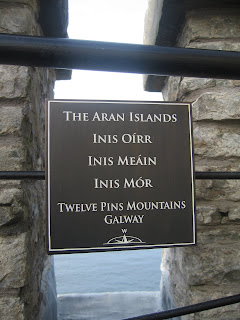 THE ARAN ISLANDS
INIS OÍRR
INIS MEÁIN
INIS MÓR
TWELVE PINS MOUNTAINS
GALWAY
W